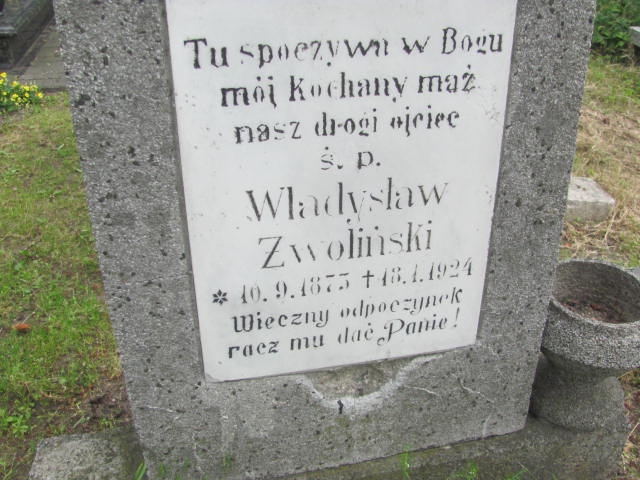 Tu spoczywa w Bogu
mój Kochany mąż
nasz drogi ojciec
ś. p.
Władysław
Zwoliński
* 10. 9. 1873 † 18. 1. 1924
Wieczny odpoczynek
racz mu dać Panie!